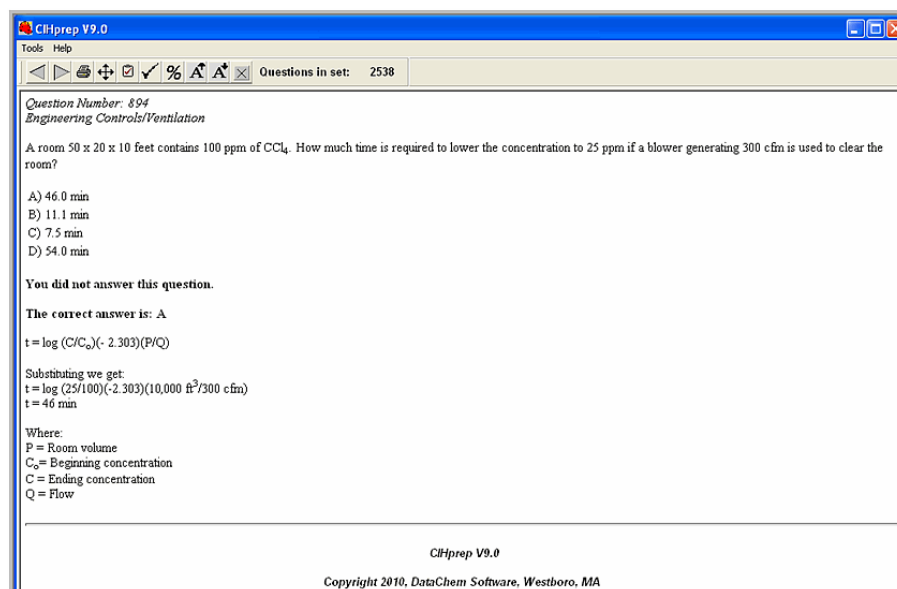 CIHprep V9.0
Tools Help
% A A Questions in set: 2538
Question Number: 894
Engineering Controls/Ventilation
A room 50 x 20 x 10 feet contains 100 ppm of CCl₄. How much time is required to lower the concentration to 25 ppm if a blower generating 300 cfm is used to clear the
room?
A) 46.0 min
B) 11.1 min
C) 7.5 min
D) 54.0 min
You did not answer this question.
The correct answer is: A
t = log (C/Cₒ)(- 2.303)(P/Q)
Substituting we get:
t = log (25/100)(-2.303)(10,000 ft³/300 cfm)
t = 46 min
Where:
P = Room volume
Cₒ= Beginning concentration
C = Ending concentration
Q = Flow
CIHprep V9.0
Copyright 2010, DataChem Software, Westboro, MA